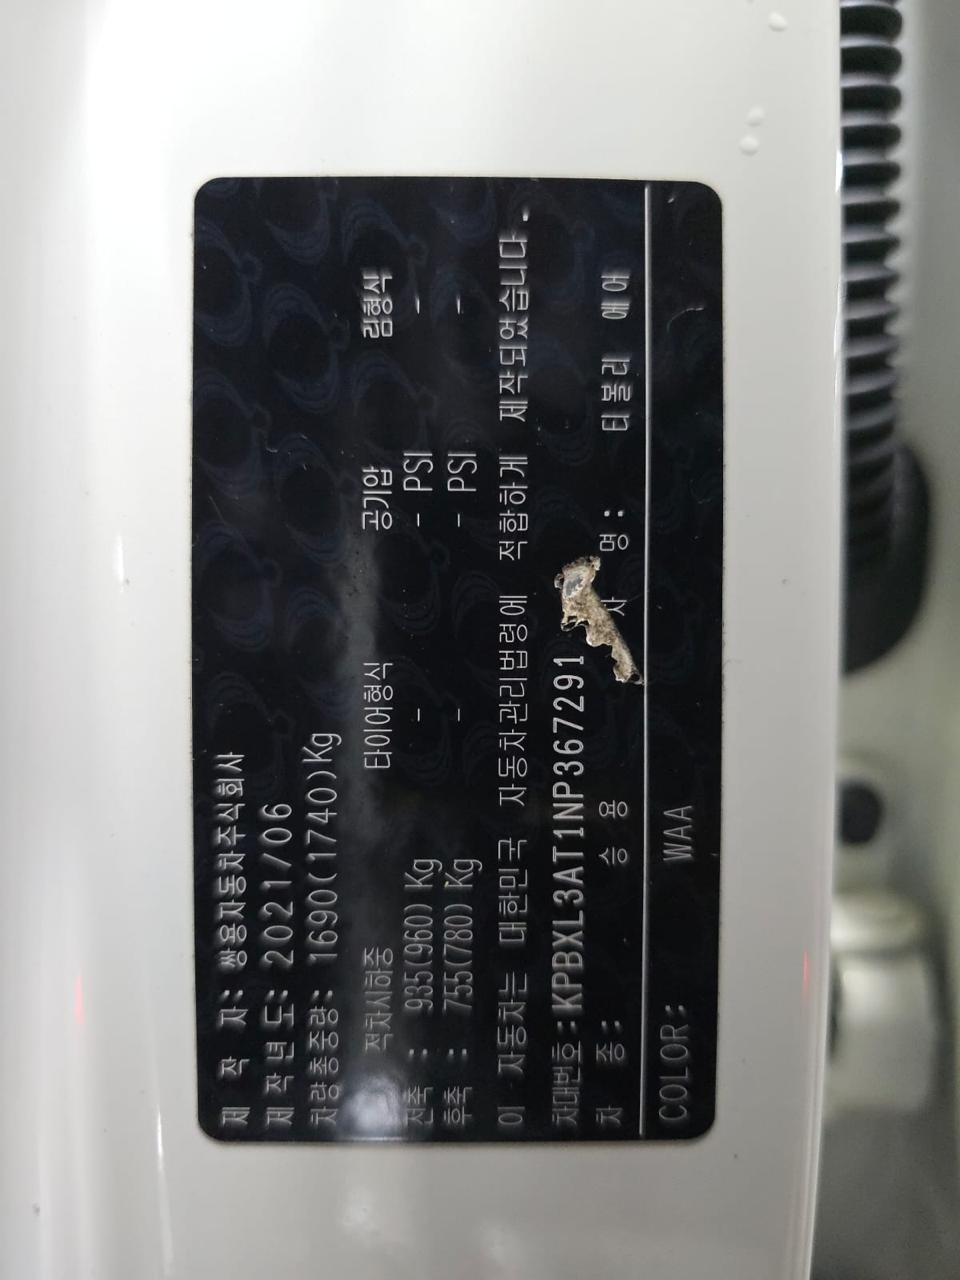 제 작 자: 쌍용자동차주식회사
제 작 년 도: 2021/06
차량총중량: 1690(1740)Kg
적차시하중 타이어형식 공기압 림형식
전축 : 935(960) Kg - - PSI -
후축 : 755(780) Kg - - PSI -
이 자동차는 대한민국 자동차관리법령에 적합하게 제작되었습니다.
차대번호:KPBXL3AT1NP367291
차 종: 승 용 차 명: 티볼리 에어
COLOR: WAA